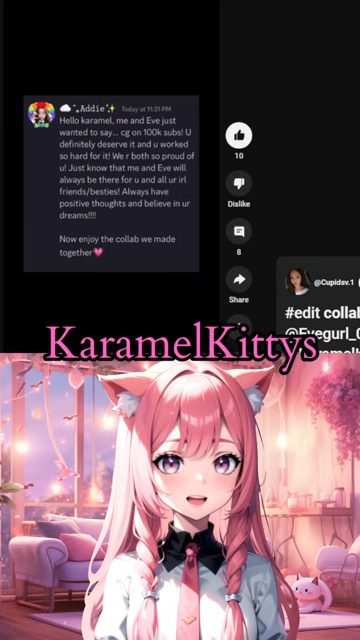 ☁️ ˚｡Addie✨ Today at 11:31 PM
Hello karamel, me and Eve just
wanted to say... cg on 100k subs! U
definitely deserve it and u worked
so hard for it! We r both so proud of
u! Just know that me and Eve will
always be there for u and all ur irl
friends/besties! Always have
positive thoughts and believe in ur
dreams!!!!
Now enjoy the collab we made
together💗
10
Dislike
8
Share
@Cupidsv.1
#edit collab
@Evegurl_0
KaramelKittys